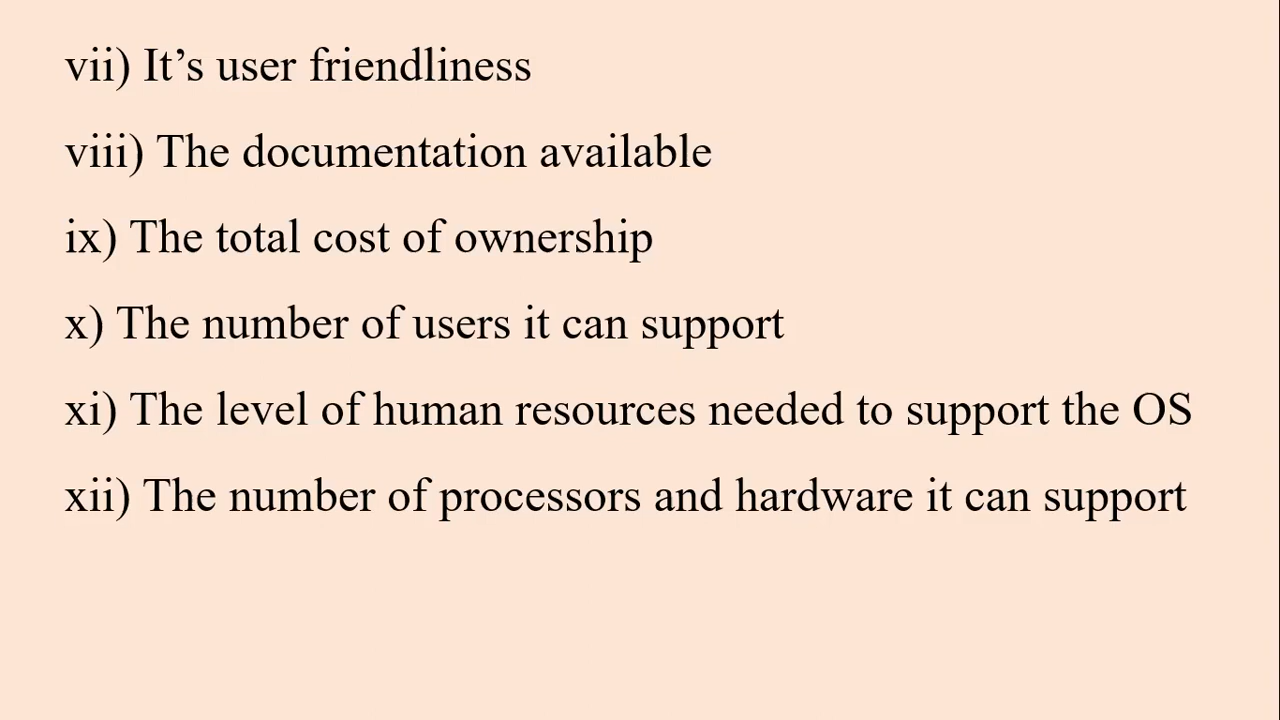 vii) It’s user friendliness
viii) The documentation available
ix) The total cost of ownership
x) The number of users it can support
xi) The level of human resources needed to support the OS
xii) The number of processors and hardware it can support